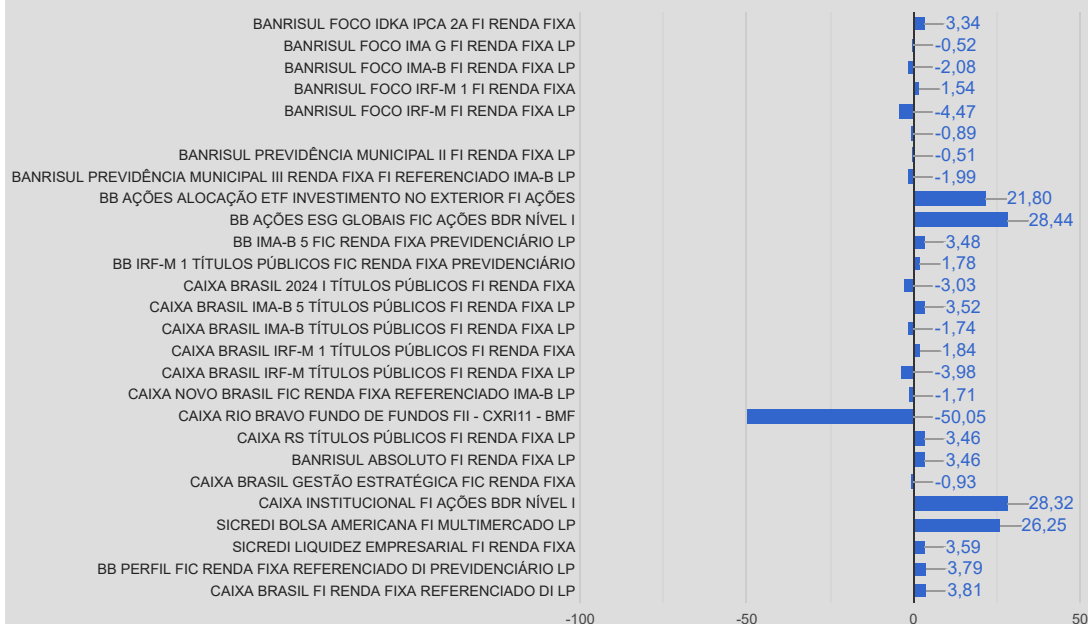 BANRISUL FOCO IDKA IPCA 2A FI RENDA FIXA 3,34
BANRISUL FOCO IMA G FI RENDA FIXA LP -0,52
BANRISUL FOCO IMA-B FI RENDA FIXA LP -2,08
BANRISUL FOCO IRF-M 1 FI RENDA FIXA 1,54
BANRISUL FOCO IRF-M FI RENDA FIXA LP -4,47
-0,89
BANRISUL PREVIDÊNCIA MUNICIPAL II FI RENDA FIXA LP -0,51
BANRISUL PREVIDÊNCIA MUNICIPAL III RENDA FIXA FI REFERENCIADO IMA-B LP -1,99
BB AÇÕES ALOCAÇÃO ETF INVESTIMENTO NO EXTERIOR FI AÇÕES 21,80
BB AÇÕES ESG GLOBAIS FIC AÇÕES BDR NÍVEL I 28,44
BB IMA-B 5 FIC RENDA FIXA PREVIDENCIÁRIO LP 3,48
BB IRF-M 1 TÍTULOS PÚBLICOS FIC RENDA FIXA PREVIDENCIÁRIO 1,78
CAIXA BRASIL 2024 I TÍTULOS PÚBLICOS FI RENDA FIXA -3,03
CAIXA BRASIL IMA-B 5 TÍTULOS PÚBLICOS FI RENDA FIXA LP 3,52
CAIXA BRASIL IMA-B TÍTULOS PÚBLICOS FI RENDA FIXA LP -1,74
CAIXA BRASIL IRF-M 1 TÍTULOS PÚBLICOS FI RENDA FIXA 1,84
CAIXA BRASIL IRF-M TÍTULOS PÚBLICOS FI RENDA FIXA LP -3,98
CAIXA NOVO BRASIL FIC RENDA FIXA REFERENCIADO IMA-B LP -1,71
CAIXA RIO BRAVO FUNDO DE FUNDOS FII - CXRI11 - BMF -50,05
CAIXA RS TÍTULOS PÚBLICOS FI RENDA FIXA LP 3,46
BANRISUL ABSOLUTO FI RENDA FIXA LP 3,46
CAIXA BRASIL GESTÃO ESTRATÉGICA FIC RENDA FIXA -0,93
CAIXA INSTITUCIONAL FI AÇÕES BDR NÍVEL I 28,32
SICREDI BOLSA AMERICANA FI MULTIMERCADO LP 26,25
SICREDI LIQUIDEZ EMPRESARIAL FI RENDA FIXA 3,59
BB PERFIL FIC RENDA FIXA REFERENCIADO DI PREVIDENCIÁRIO LP 3,79
CAIXA BRASIL FI RENDA FIXA REFERENCIADO DI LP 3,81
-100 -50 0 50